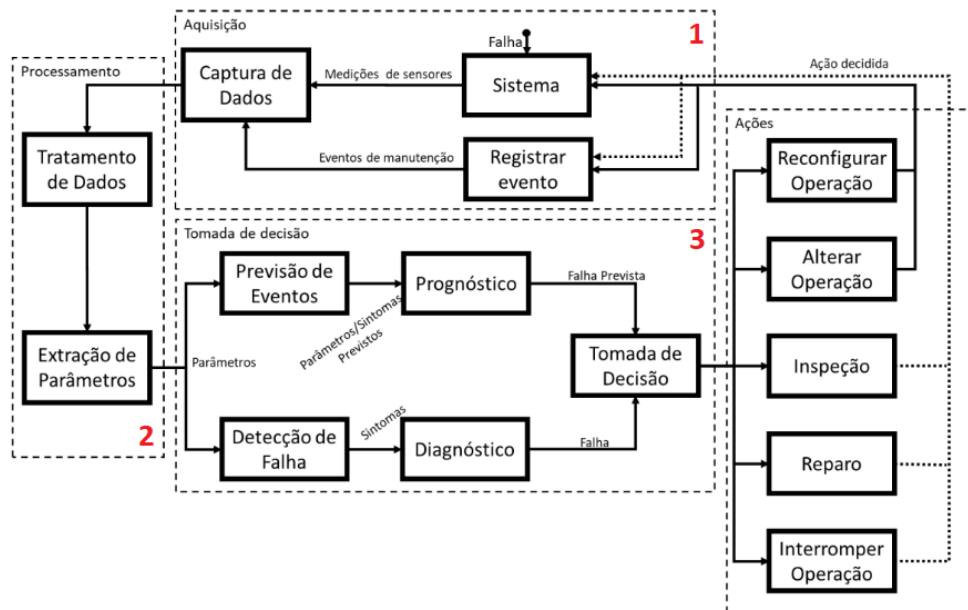 Aquisição
1
Falha
Processamento
Captura de
Dados
Medições de sensores
Sistema
Ação decidida
Ações
Tratamento
de Dados
Eventos de manutenção
Registrar
evento
Reconfigurar
Operação
Tomada de decisão
3
Previsão de
Eventos
Prognóstico
Falha Prevista
Alterar
Operação
Parâmetros/Sintomas
Previstos
Extração de
Parâmetros
Parâmetros
Tomada de
Decisão
Inspeção
2
Detecção de
Falha
Sintomas
Diagnóstico
Falha
Reparo
Interromper
Operação